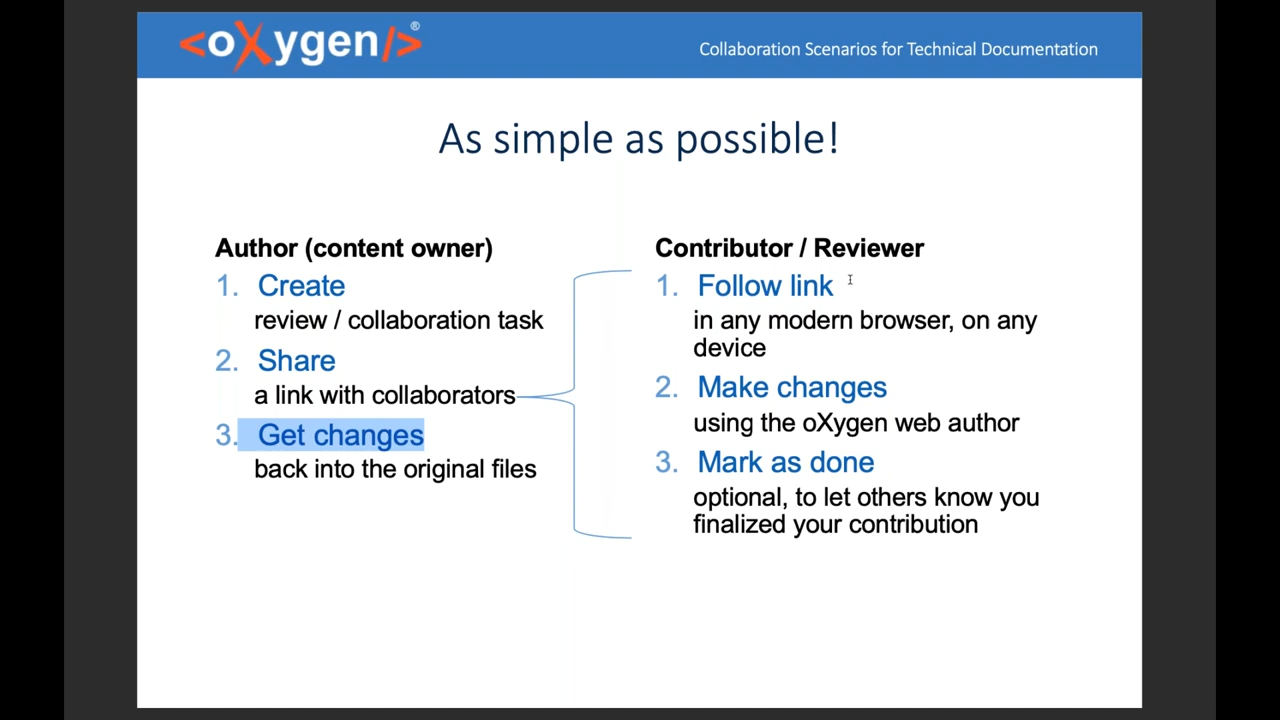 <oXygen/>®
Collaboration Scenarios for Technical Documentation
As simple as possible!
Author (content owner)
1. Create
review / collaboration task
2. Share
a link with collaborators
3. Get changes
back into the original files
Contributor / Reviewer
1. Follow link
in any modern browser, on any
device
2. Make changes
using the oXygen web author
3. Mark as done
optional, to let others know you
finalized your contribution